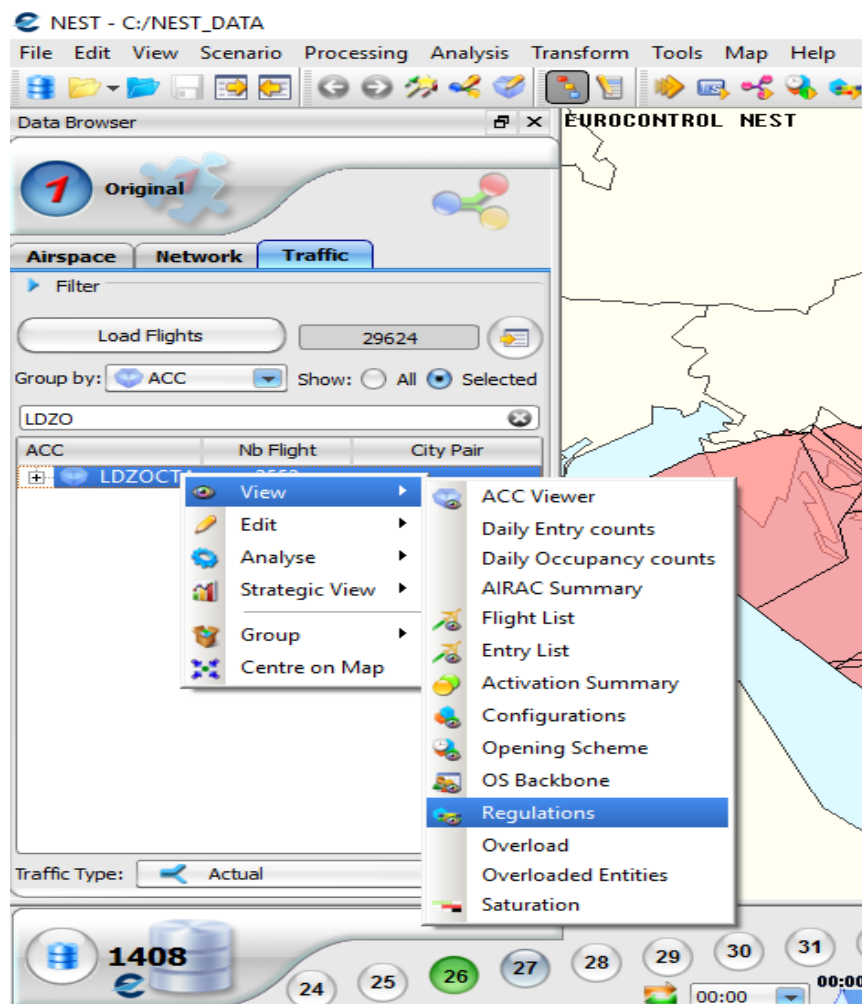 NEST - C:/NEST_DATA
File Edit View Scenario Processing Analysis Transform Tools Map Help
Data Browser
EUROCONTROL NEST
1 Original
Airspace Network Traffic
Filter
Load Flights 29624
Group by: ACC Show: All Selected
LDZO
ACC Nb Flight City Pair
LDZOCTA
View
Edit
Analyse
Strategic View
Group
Centre on Map
ACC Viewer
Daily Entry counts
Daily Occupancy counts
AIRAC Summary
Flight List
Entry List
Activation Summary
Configurations
Opening Scheme
OS Backbone
Regulations
Overload
Overloaded Entities
Saturation
Traffic Type: Actual
1408
24 25 26 27 28 29 30 31
00:00 00:00